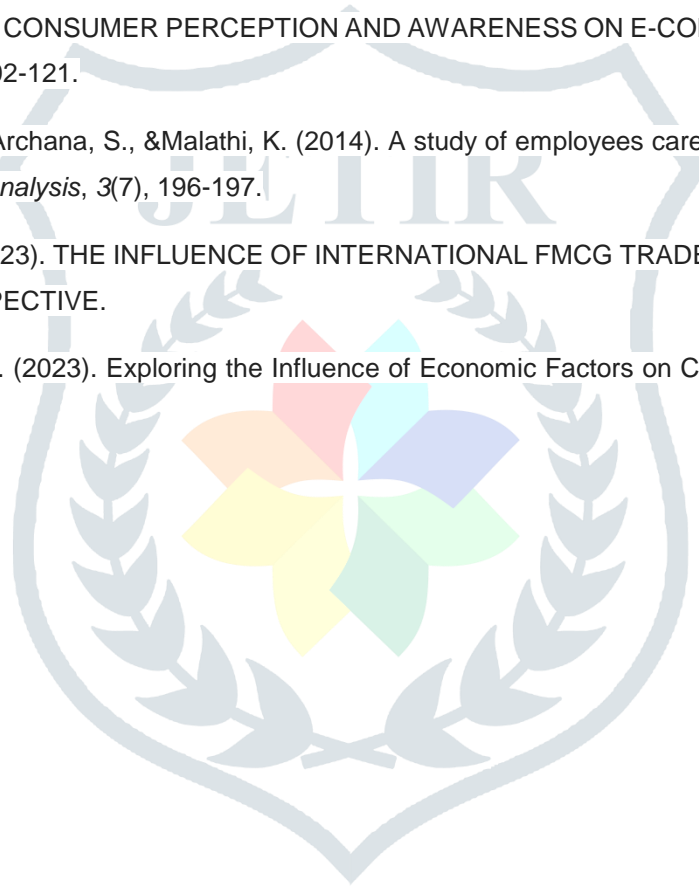 CONSUMER PERCEPTION AND AWARENESS ON E-CO
02-121.
Archana, S., &Malathi, K. (2014). A study of employees care
nalysis, 3(7), 196-197.
JETIR
23). THE INFLUENCE OF INTERNATIONAL FMCG TRADE
PECTIVE.
. (2023). Exploring the Influence of Economic Factors on C